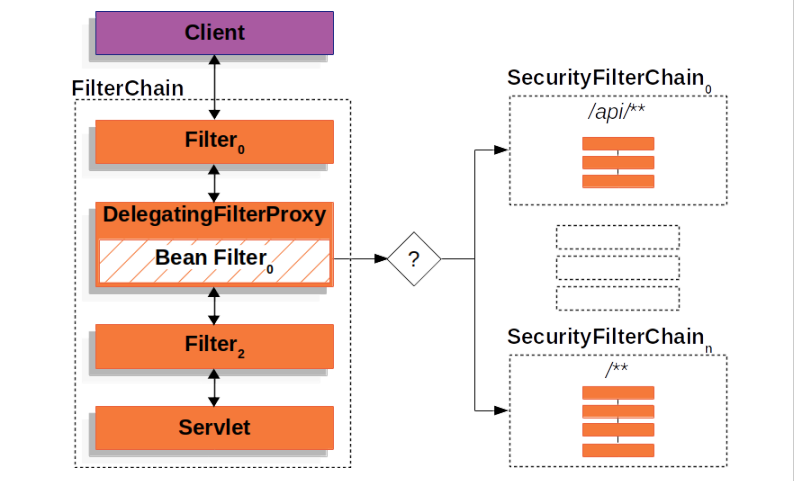 Client
FilterChain
Filter0
DelegatingFilterProxy
Bean Filter0
Filter2
Servlet
?
SecurityFilterChain0
/api/**
SecurityFilterChainn
/**